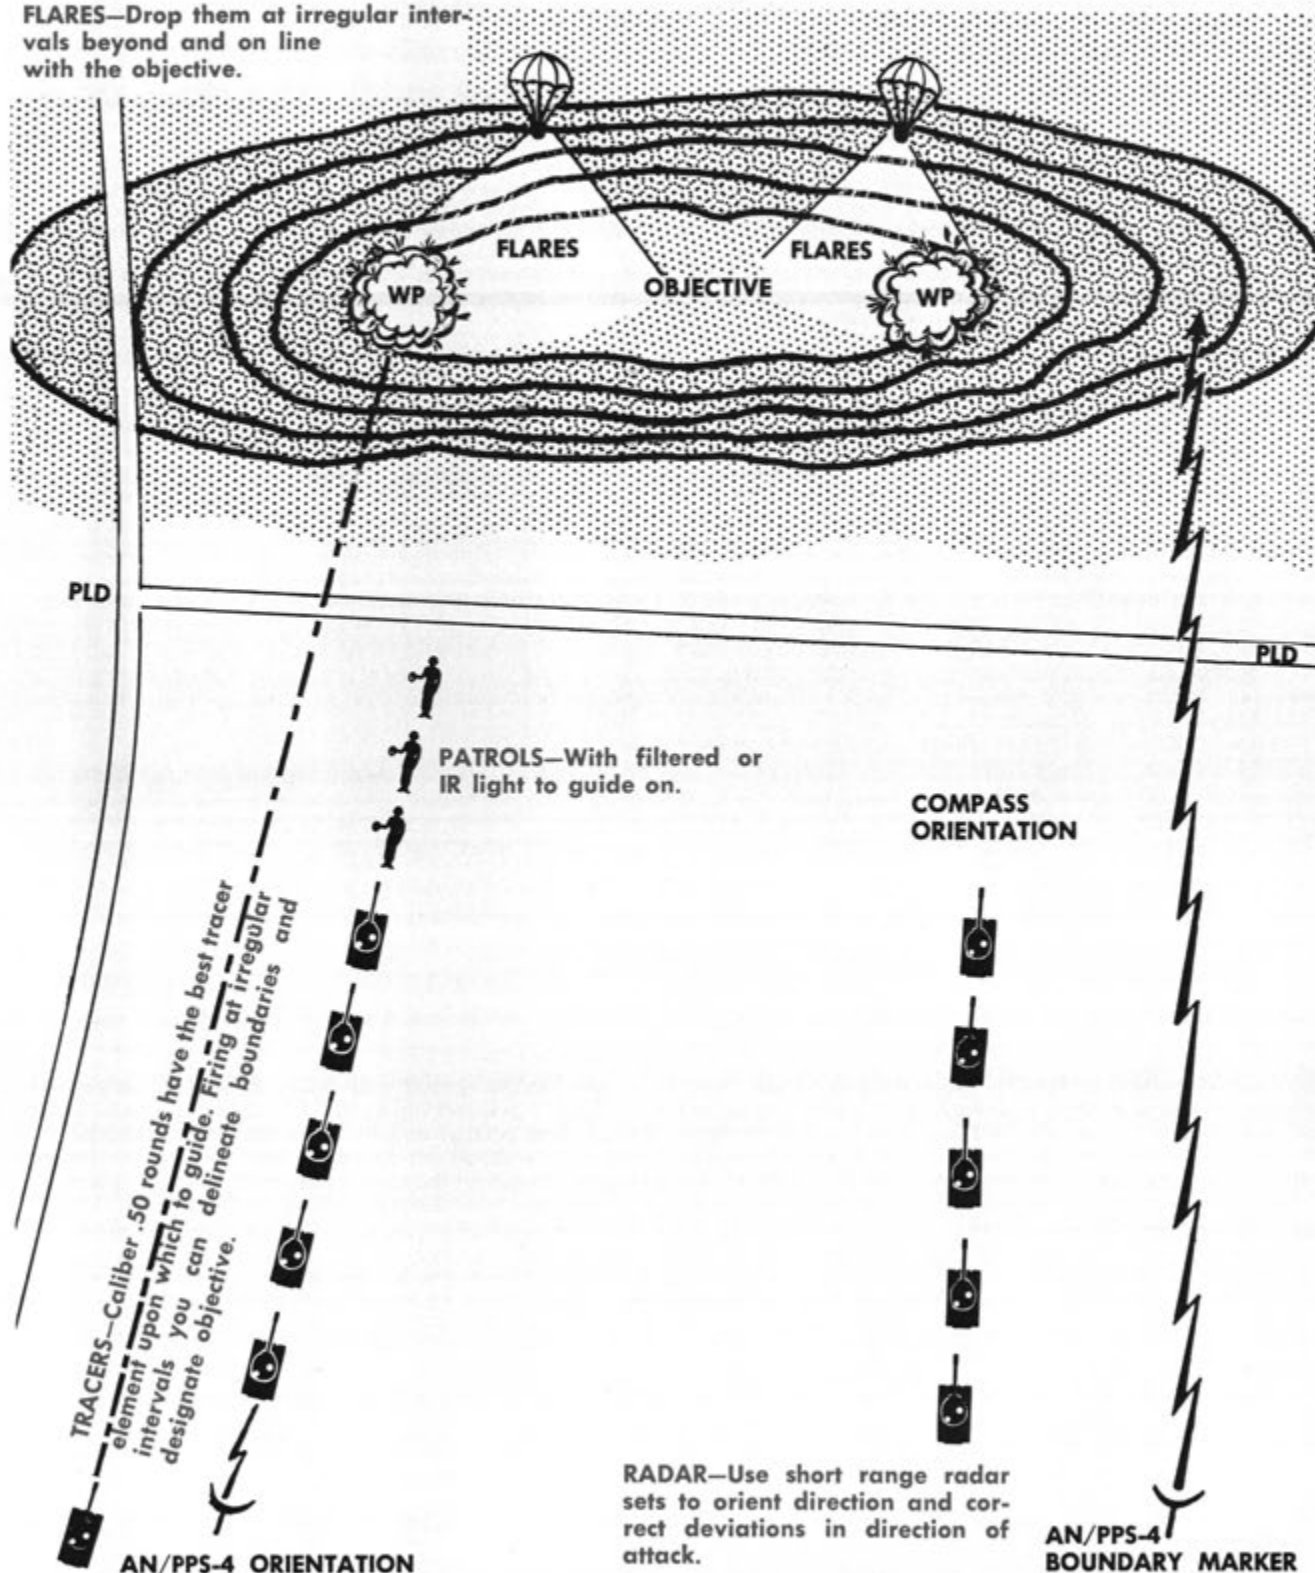 FLARES—Drop them at irregular inter-
vals beyond and on line
with the objective.
FLARES
FLARES
WP
OBJECTIVE
WP
PLD
PLD
PATROLS—With filtered or
IR light to guide on.
COMPASS
ORIENTATION
TRACERS—Caliber .50 rounds have the best tracer
element upon which to guide. Firing at irregular
intervals you can delineate boundaries and
designate objective.
RADAR—Use short range radar
sets to orient direction and cor-
rect deviations in direction of
attack.
AN/PPS-4 ORIENTATION
AN/PPS-4
BOUNDARY MARKER